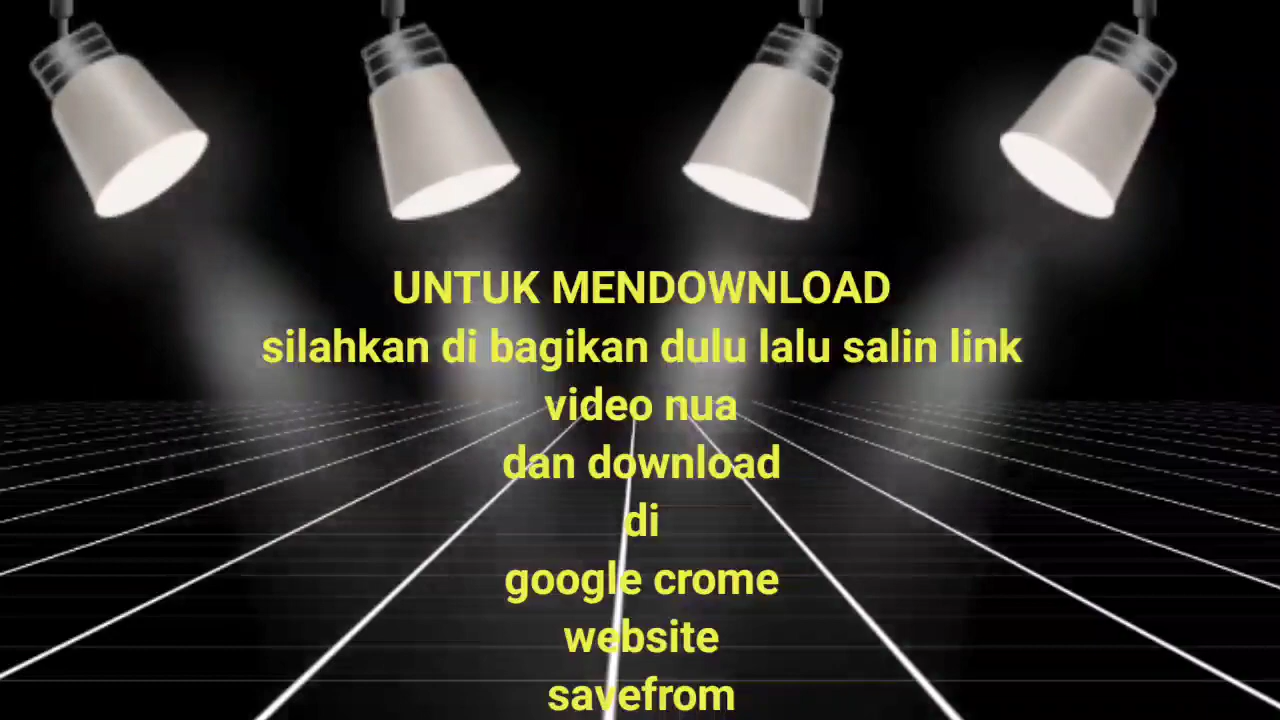 UNTUK MENDOWNLOAD
silahkan di bagikan dulu lalu salin link
video nua
dan download
di
google crome
website
savefrom